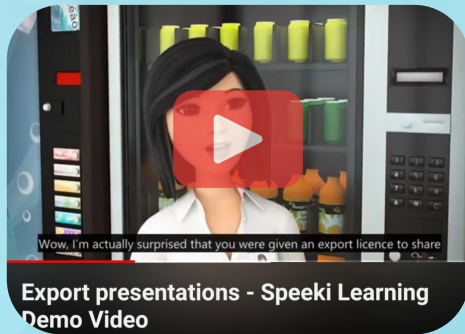 Wow, I'm actually surprised that you were given an export licence to share
Export presentations - Speeki Learning
Demo Video